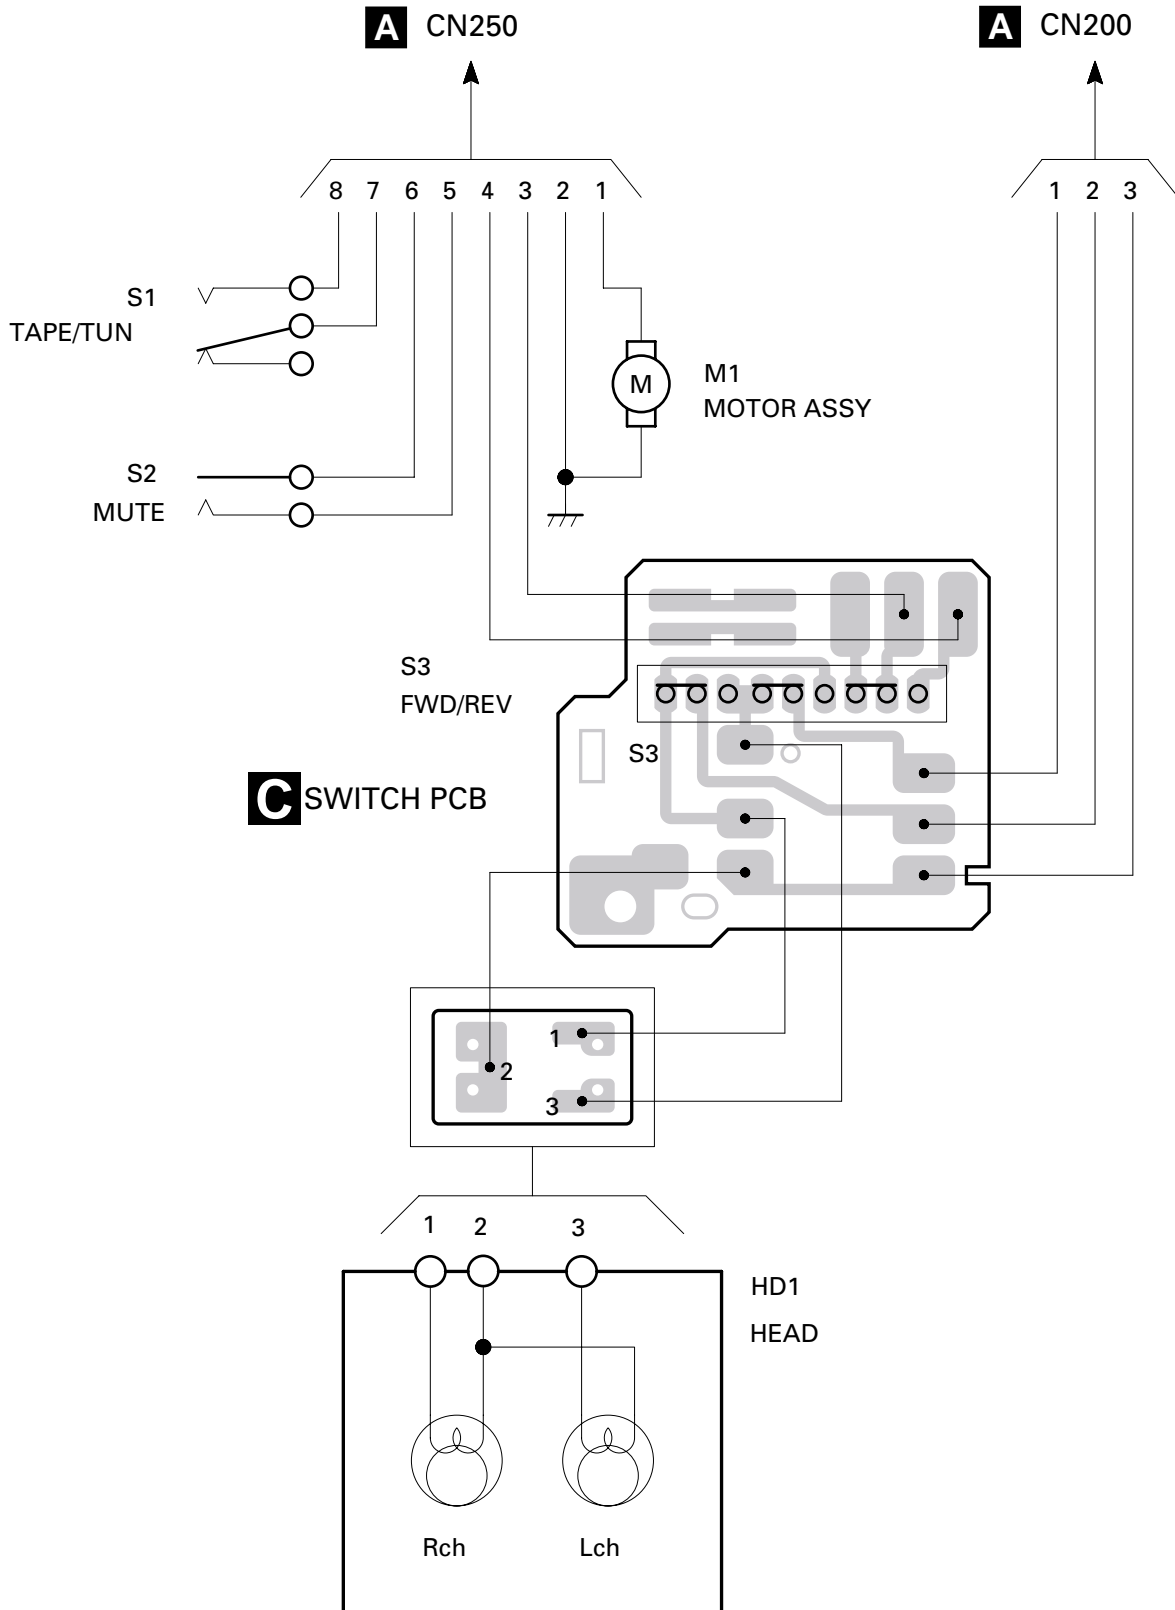 A CN250
A CN200
8 7 6 5 4 3 2 1
1 2 3
S1
TAPE/TUN
M
M1
MOTOR ASSY
S2
MUTE
S3
FWD/REV
S3
C SWITCH PCB
1
2
3
1 2 3
HD1
HEAD
Rch Lch